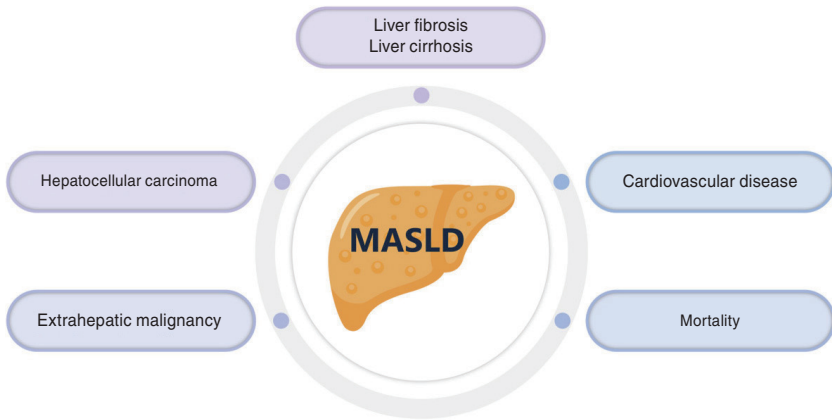 Liver fibrosis
Liver cirrhosis
Hepatocellular carcinoma
Cardiovascular disease
MASLD
Extrahepatic malignancy
Mortality